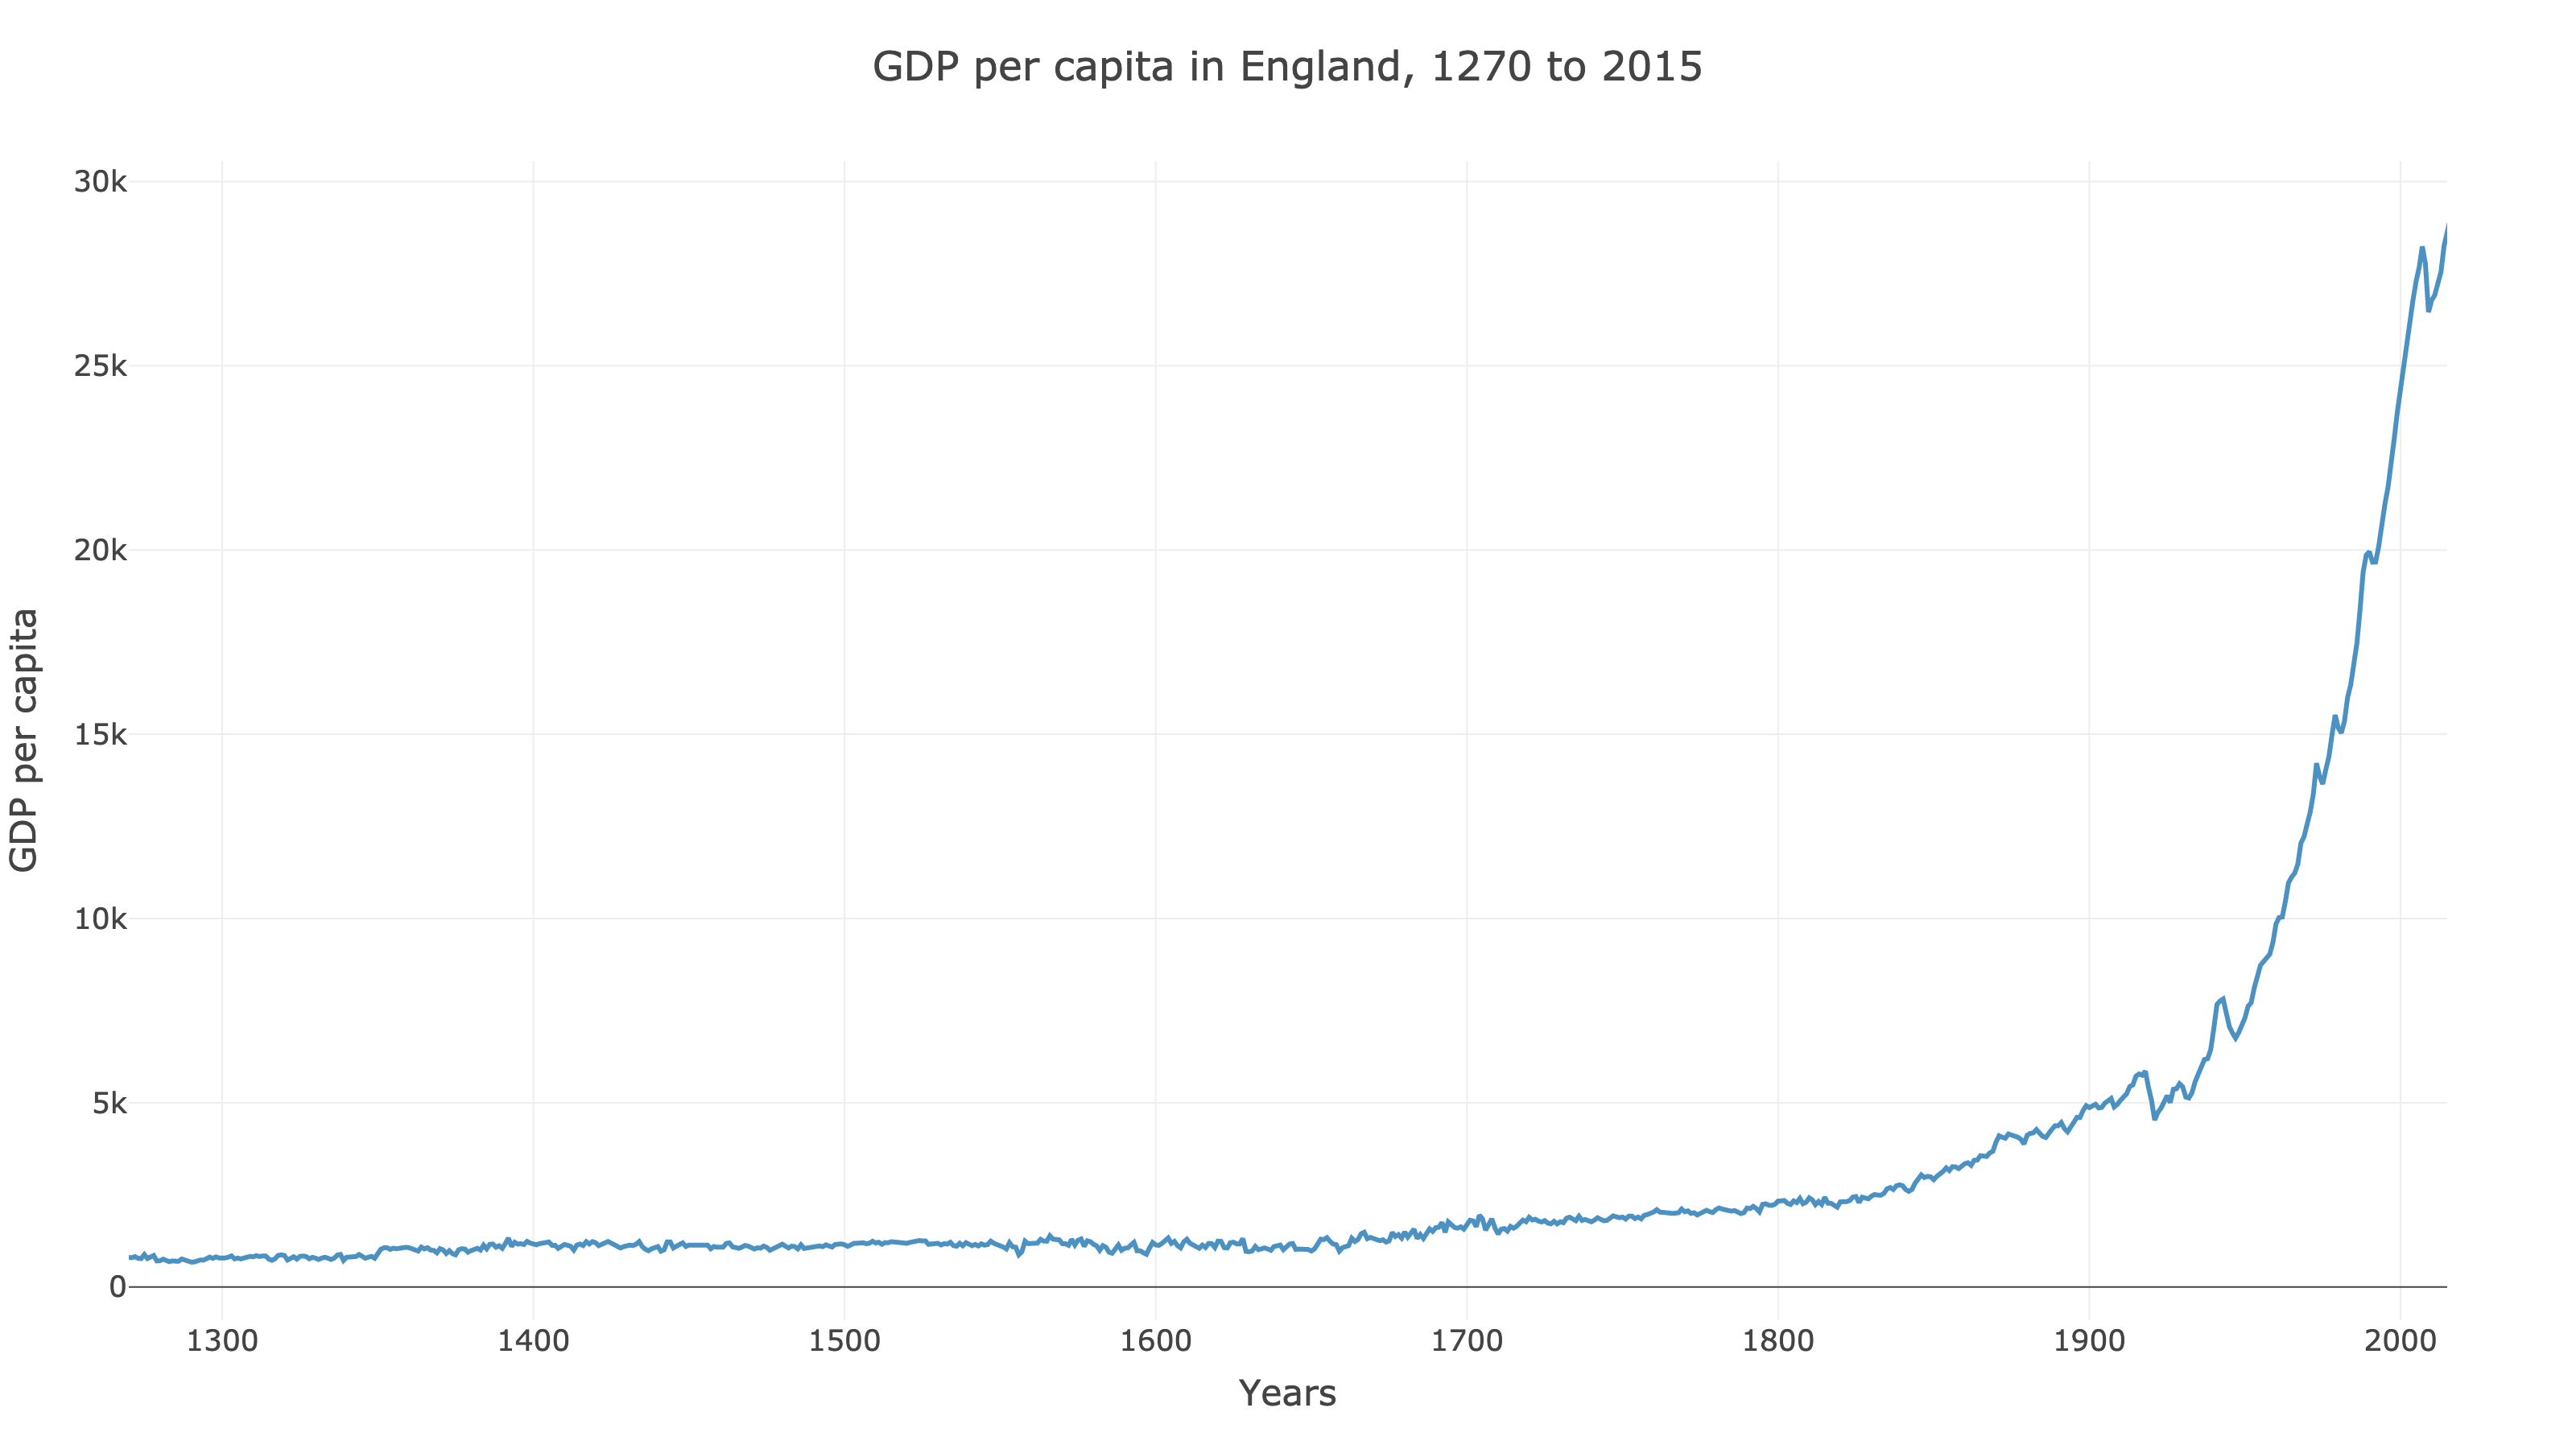 GDP per capita in England, 1270 to 2015
30k
25k
20k
15k
10k
5k
0
GDP per capita
1300 1400 1500 1600 1700 1800 1900 2000
Years